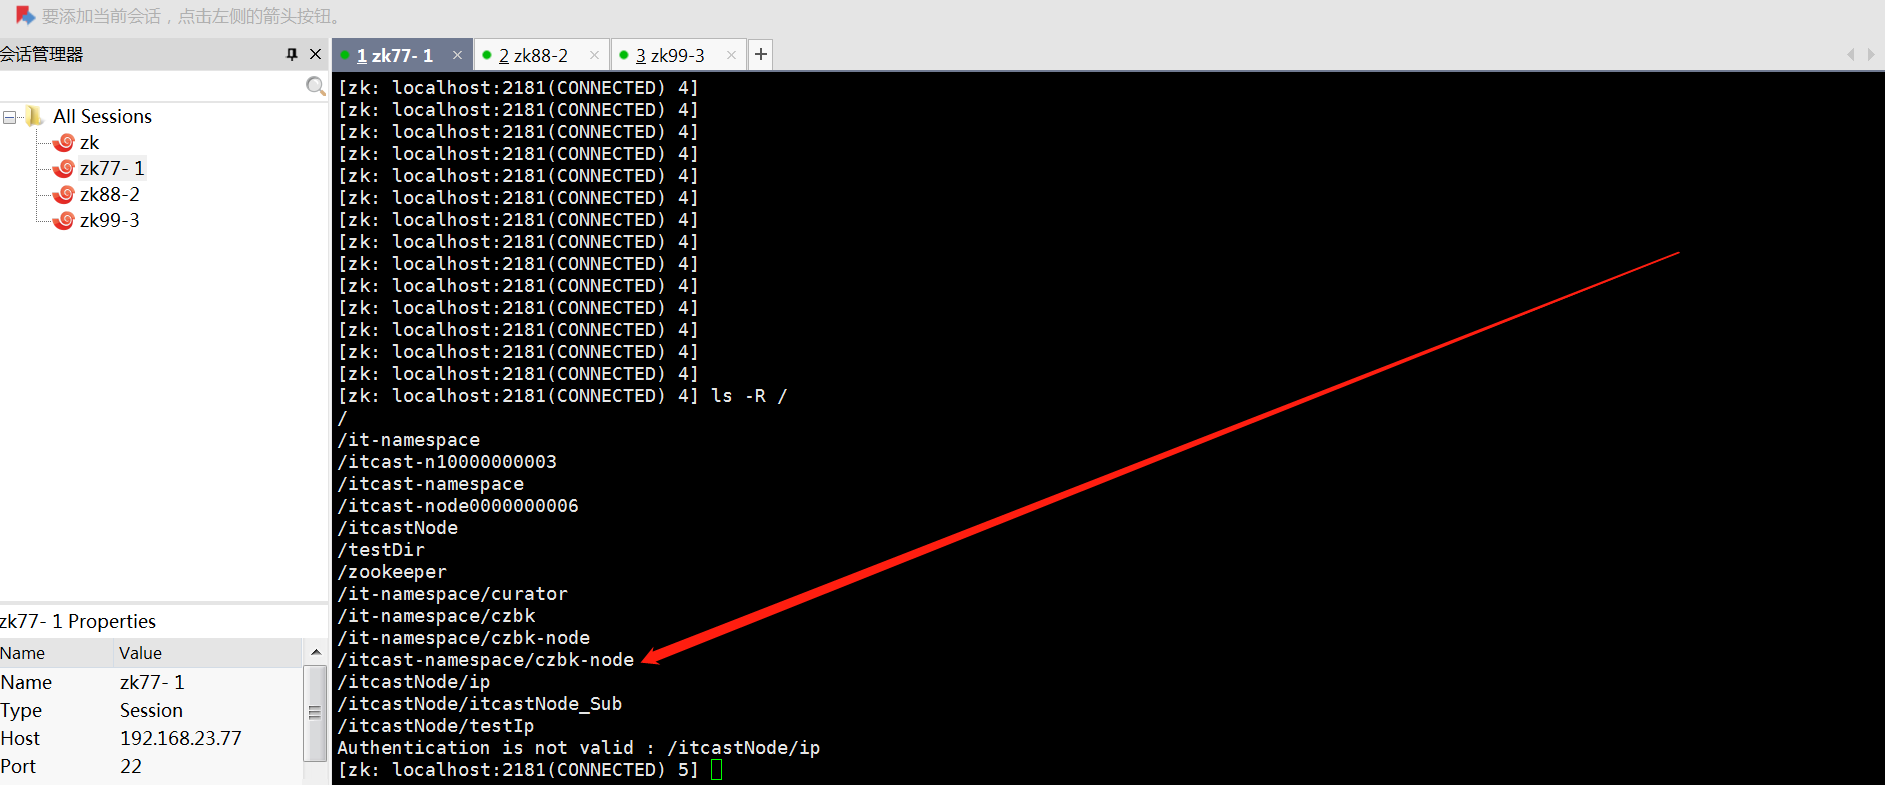 要添加当前会话，点击左侧的箭头按钮。
会话管理器
1 zk77- 1
2 zk88-2
3 zk99-3
All Sessions
zk
zk77- 1
zk88-2
zk99-3
zk77- 1 Properties
Name Value
Name zk77- 1
Type Session
Host 192.168.23.77
Port 22
[zk: localhost:2181(CONNECTED) 4]
[zk: localhost:2181(CONNECTED) 4]
[zk: localhost:2181(CONNECTED) 4]
[zk: localhost:2181(CONNECTED) 4]
[zk: localhost:2181(CONNECTED) 4]
[zk: localhost:2181(CONNECTED) 4]
[zk: localhost:2181(CONNECTED) 4]
[zk: localhost:2181(CONNECTED) 4]
[zk: localhost:2181(CONNECTED) 4]
[zk: localhost:2181(CONNECTED) 4]
[zk: localhost:2181(CONNECTED) 4]
[zk: localhost:2181(CONNECTED) 4]
[zk: localhost:2181(CONNECTED) 4]
[zk: localhost:2181(CONNECTED) 4]
[zk: localhost:2181(CONNECTED) 4] ls -R /
/
/it-namespace
/itcast-n10000000003
/itcast-namespace
/itcast-node0000000006
/itcastNode
/testDir
/zookeeper
/it-namespace/curator
/it-namespace/czbk
/it-namespace/czbk-node
/itcast-namespace/czbk-node
/itcastNode/ip
/itcastNode/itcastNode_Sub
/itcastNode/testIp
Authentication is not valid : /itcastNode/ip
[zk: localhost:2181(CONNECTED) 5]